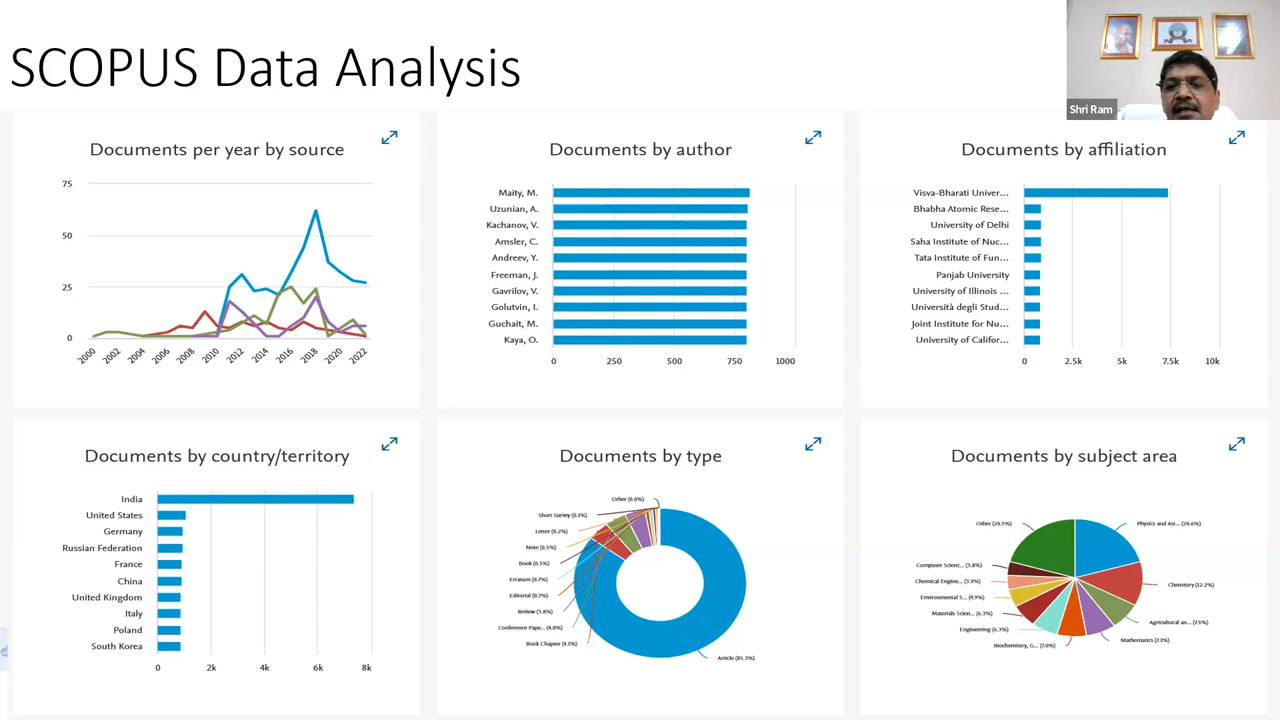 SCOPUS Data Analysis
Shri Ram
Documents per year by source
75
50
25
0
2000
2002
2004
2006
2008
2010
2012
2014
2016
2018
2020
2022
Documents by author
Maity, M.
Uzunian, A.
Kachanov, V.
Amsler, C.
Andreev, Y.
Freeman, J.
Gavrilov, V.
Golutvin, I.
Guchait, M.
Kaya, O.
0 250 500 750 1000
Documents by affiliation
Visva-Bharati Univer...
Bhabha Atomic Rese...
University of Delhi
Saha Institute of Nuc...
Tata Institute of Fun...
Panjab University
University of Illinois ...
Università degli Stud...
Joint Institute for Nu...
University of Califor...
0 2.5k 5k 7.5k 10k
Documents by country/territory
India
United States
Germany
Russian Federation
France
China
United Kingdom
Italy
Poland
South Korea
0 2k 4k 6k 8k
Documents by type
Other (0.0%)
Short Survey (0.1%)
Letter (0.2%)
Note (0.5%)
Book (0.5%)
Erratum (0.7%)
Editorial (0.7%)
Review (3.8%)
Conference Pape... (4.0%)
Book Chapter (4.2%)
Article (85.3%)
Documents by subject area
Other (20.5%)
Physics and As... (20.6%)
Computer Scienc... (3.8%)
Chemical Engine... (3.9%)
Chemistry (12.2%)
Environmental S... (4.9%)
Materials Scien... (6.3%)
Agricultural an... (7.5%)
Engineering (6.3%)
Mathematics (7.1%)
Biochemistry, G... (7.0%)